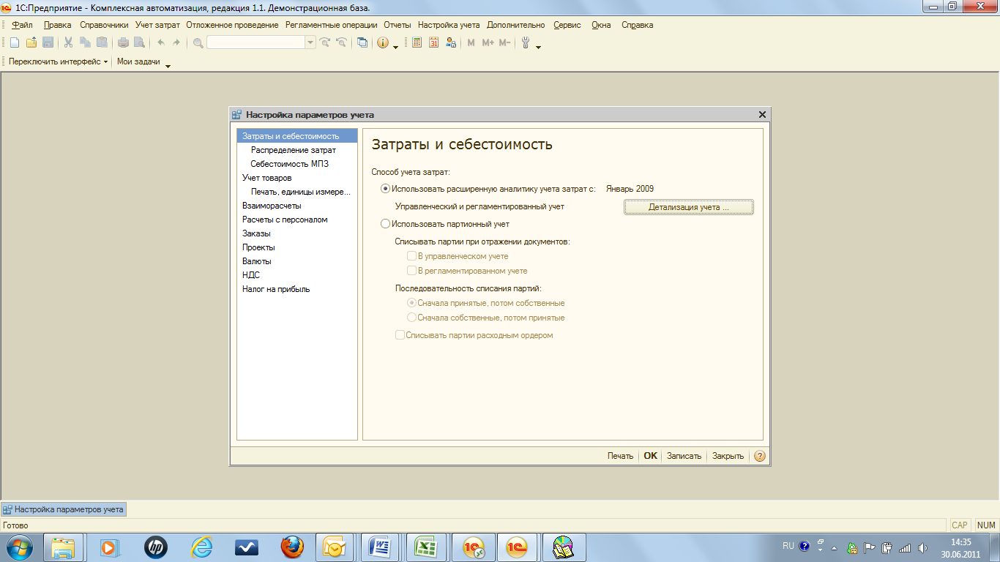 1С:Предприятие - Комплексная автоматизация, редакция 1.1. Демонстрационная база.
Файл Правка Справочники Учет затрат Отложенное проведение Регламентные операции Отчеты Настройка учета Дополнительно Сервис Окна Справка
31 M M+ M-
Переключить интерфейс Мои задачи
Настройка параметров учета
Затраты и себестоимость
Распределение затрат
Себестоимость МПЗ
Учет товаров
Печать, единицы измере...
Взаиморасчеты
Расчеты с персоналом
Заказы
Проекты
Валюты
НДС
Налог на прибыль
Затраты и себестоимость
Способ учета затрат:
Использовать расширенную аналитику учета затрат с: Январь 2009
Управленческий и регламентированный учет Детализация учета ...
Использовать партионный учет
Списывать партии при отражении документов:
В управленческом учете
В регламентированном учете
Последовательность списания партий:
Сначала принятые, потом собственные
Сначала собственные, потом принятые
Списывать партии расходным ордером
Печать OK Записать Закрыть ?
Настройка параметров учета
Готово CAP NUM
hp RU ? 14:35
30.06.2011